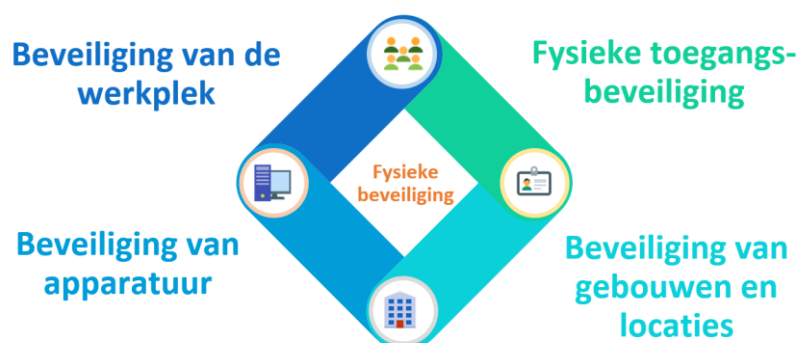 Beveiliging van de
werkplek
Fysieke toegangs-
beveiliging
Fysieke
beveiliging
Beveiliging van
apparatuur
Beveiliging van
gebouwen en
locaties